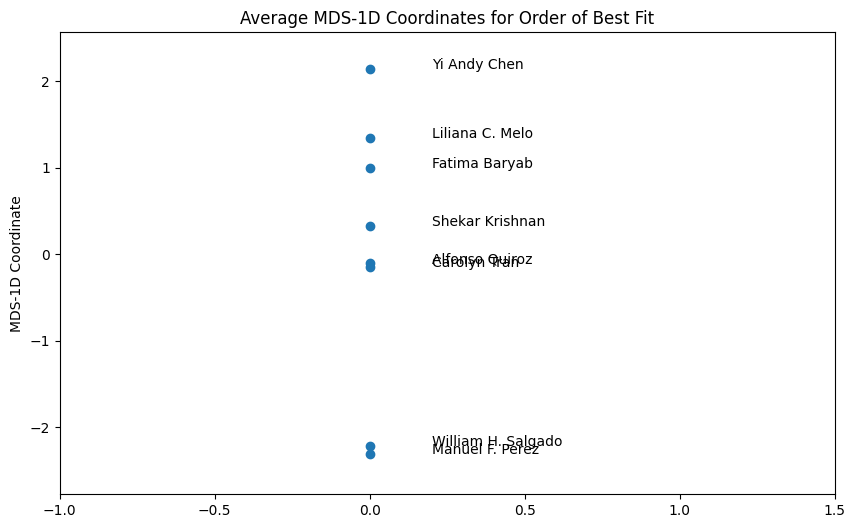 Average MDS-1D Coordinates for Order of Best Fit
Yi Andy Chen
2
Liliana C. Melo
Fatima Baryab
1
Shekar Krishnan
MDS-1D Coordinate
0
Alfonso Quiroz
Carolyn Tran
−1
−2
William H. Salgado
Manuel F. Perez
−1.0
−0.5
0.0
0.5
1.0
1.5